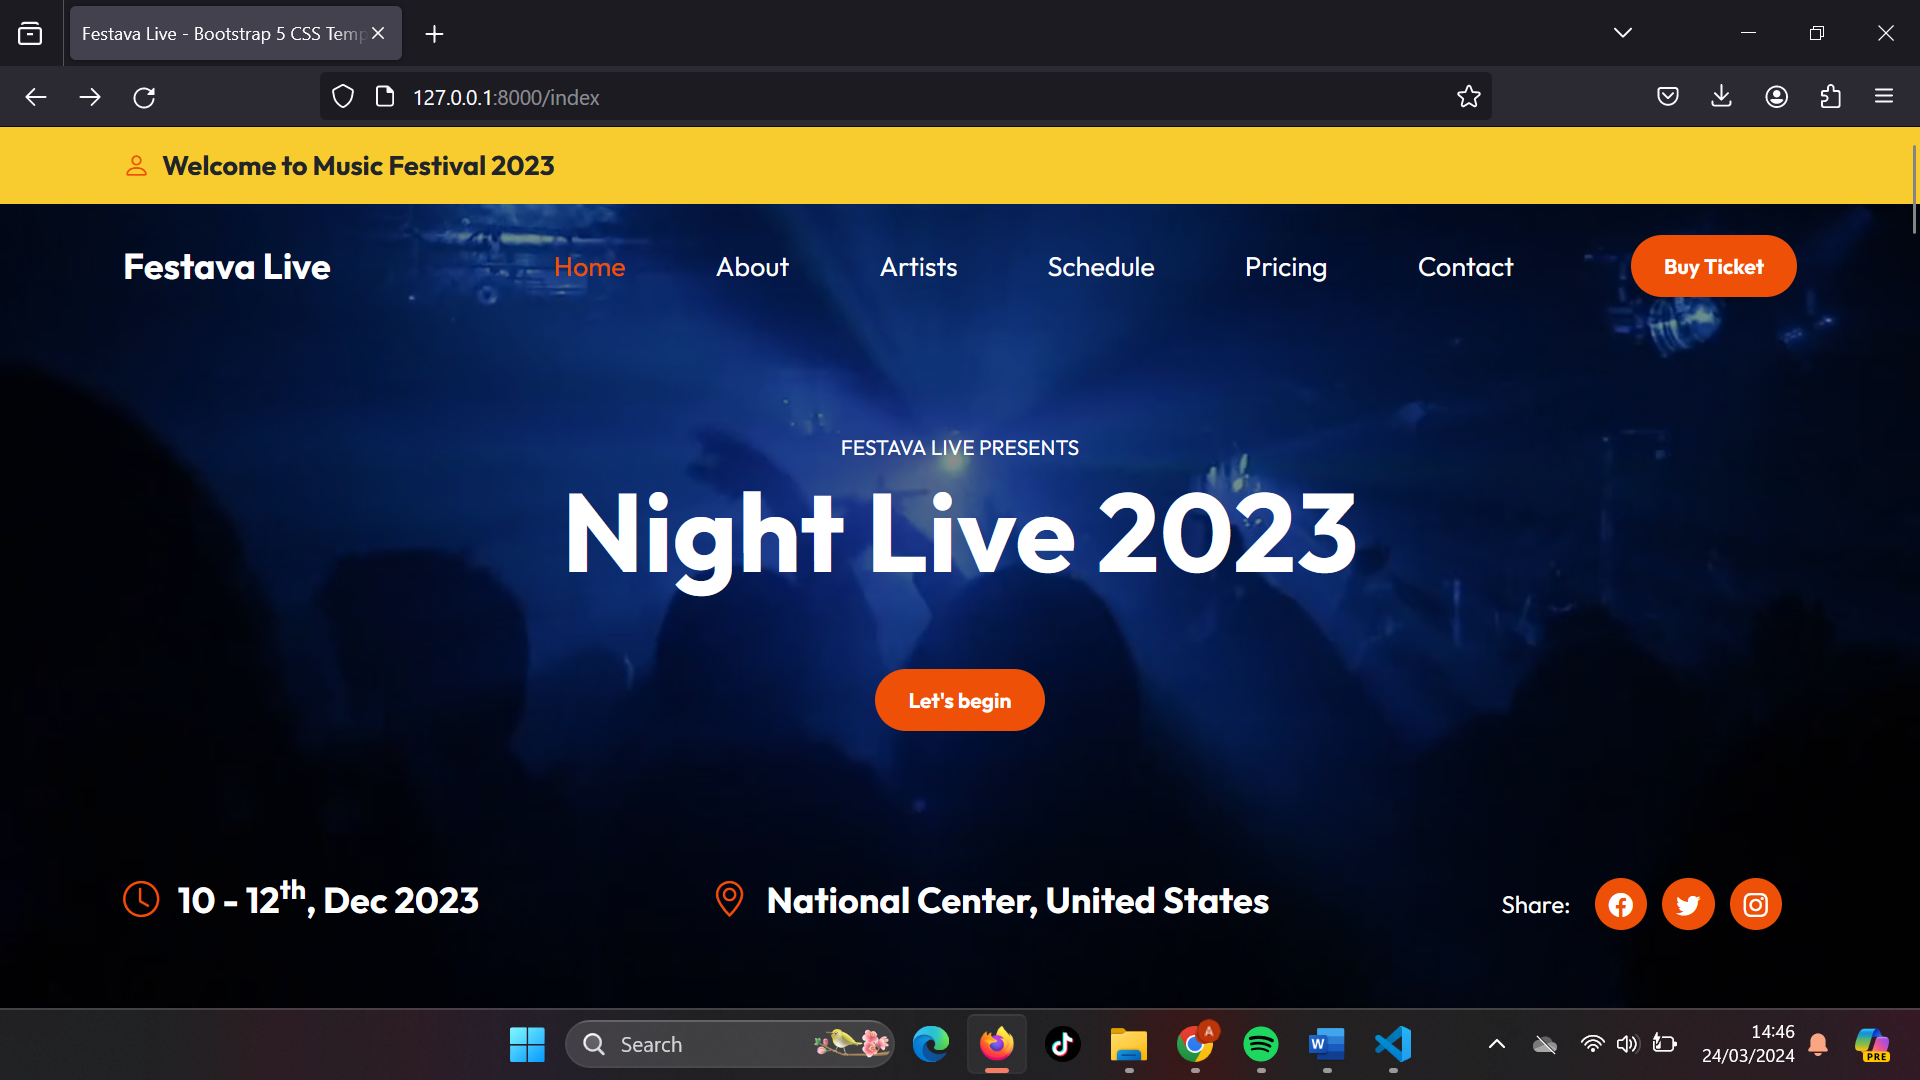 Festava Live - Bootstrap 5 CSS Temp
127.0.0.1:8000/index
Welcome to Music Festival 2023
Festava Live
Home
About
Artists
Schedule
Pricing
Contact
Buy Ticket
FESTAVA LIVE PRESENTS
Night Live 2023
Let's begin
10 - 12th, Dec 2023
National Center, United States
Share:
Search
A
W
14:46
24/03/2024
PRE